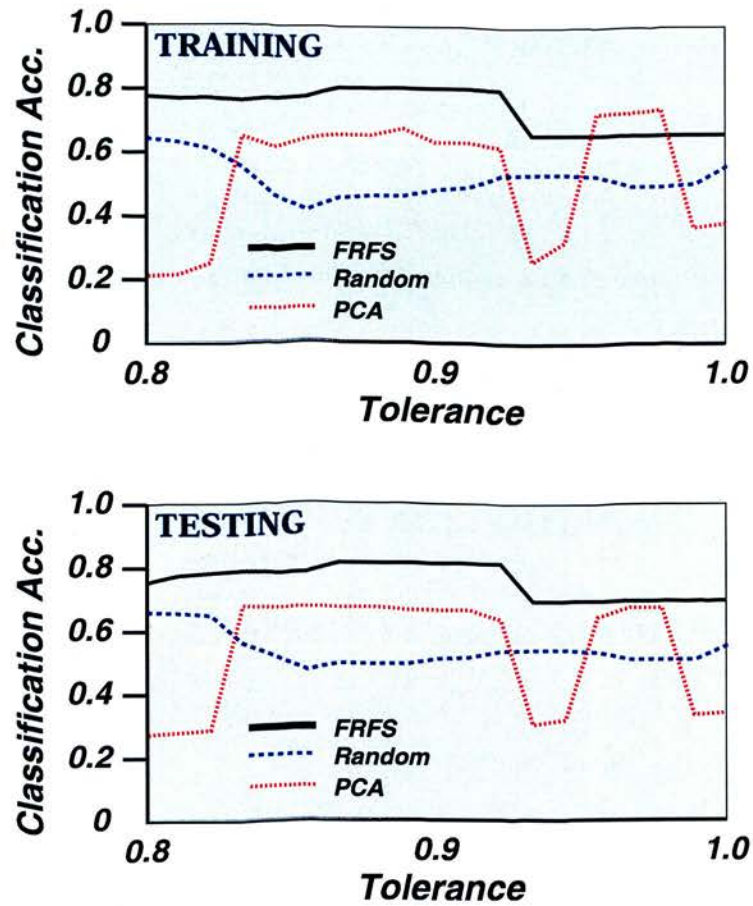 1.0
TRAINING
0.8
0.6
0.4
0.2
0
Classification Acc.
FRFS
Random
PCA
0.8
0.9
1.0
Tolerance
1.0
TESTING
0.8
0.6
0.4
0.2
0
Classification Acc.
FRFS
Random
PCA
0.8
0.9
1.0
Tolerance